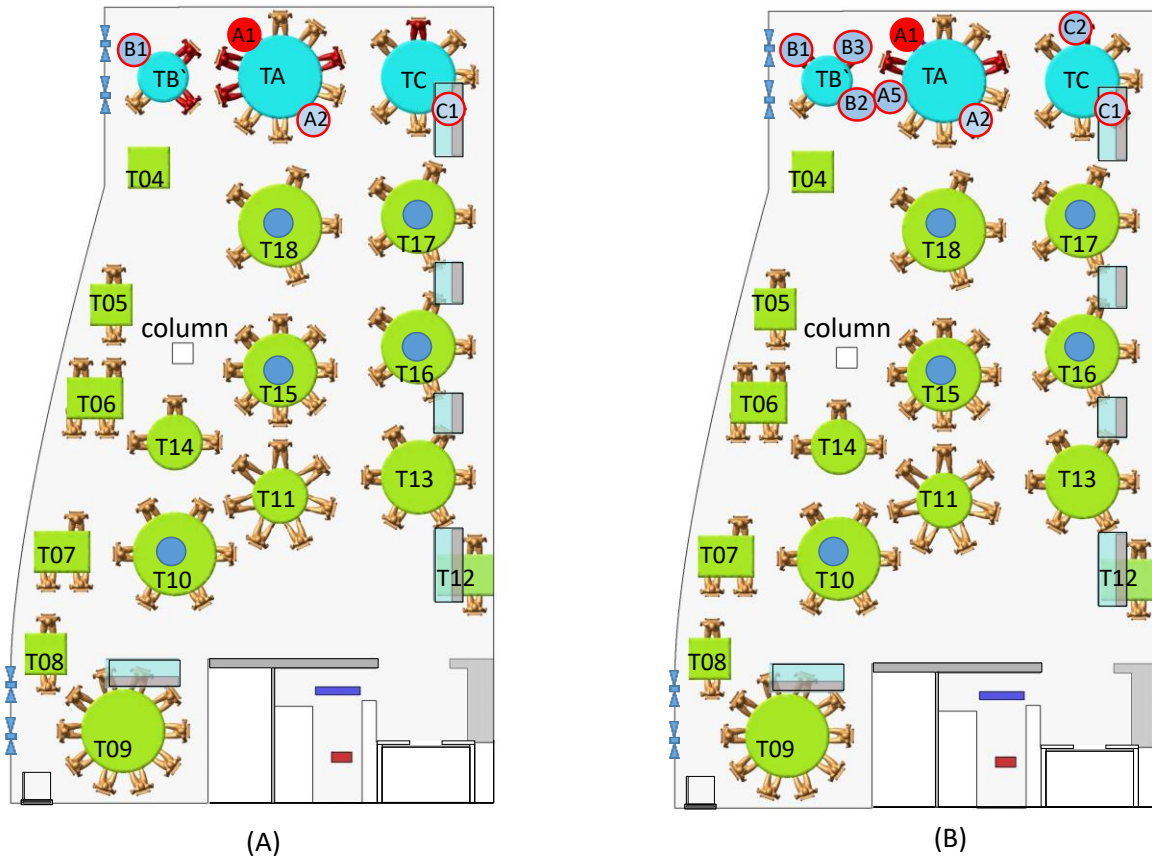 A1
B1
TB`
TA
TC
A2
C1
T04
T18
T17
T05
column
T06
T15
T16
T14
T11
T13
T07
T10
T12
T08
T09
(A)
A1
C2
B1
B3
TB`
TA
TC
B2
A5
A2
C1
T04
T18
T17
T05
column
T06
T15
T16
T14
T11
T13
T07
T10
T12
T08
T09
(B)